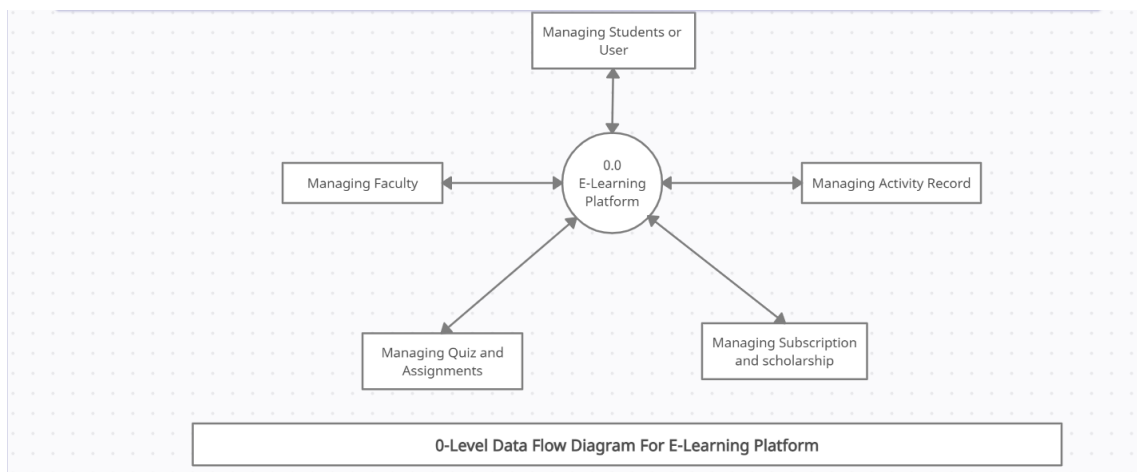 Managing Students or
User
0.0
E-Learning
Platform
Managing Faculty
Managing Activity Record
Managing Quiz and
Assignments
Managing Subscription
and scholarship
0-Level Data Flow Diagram For E-Learning Platform